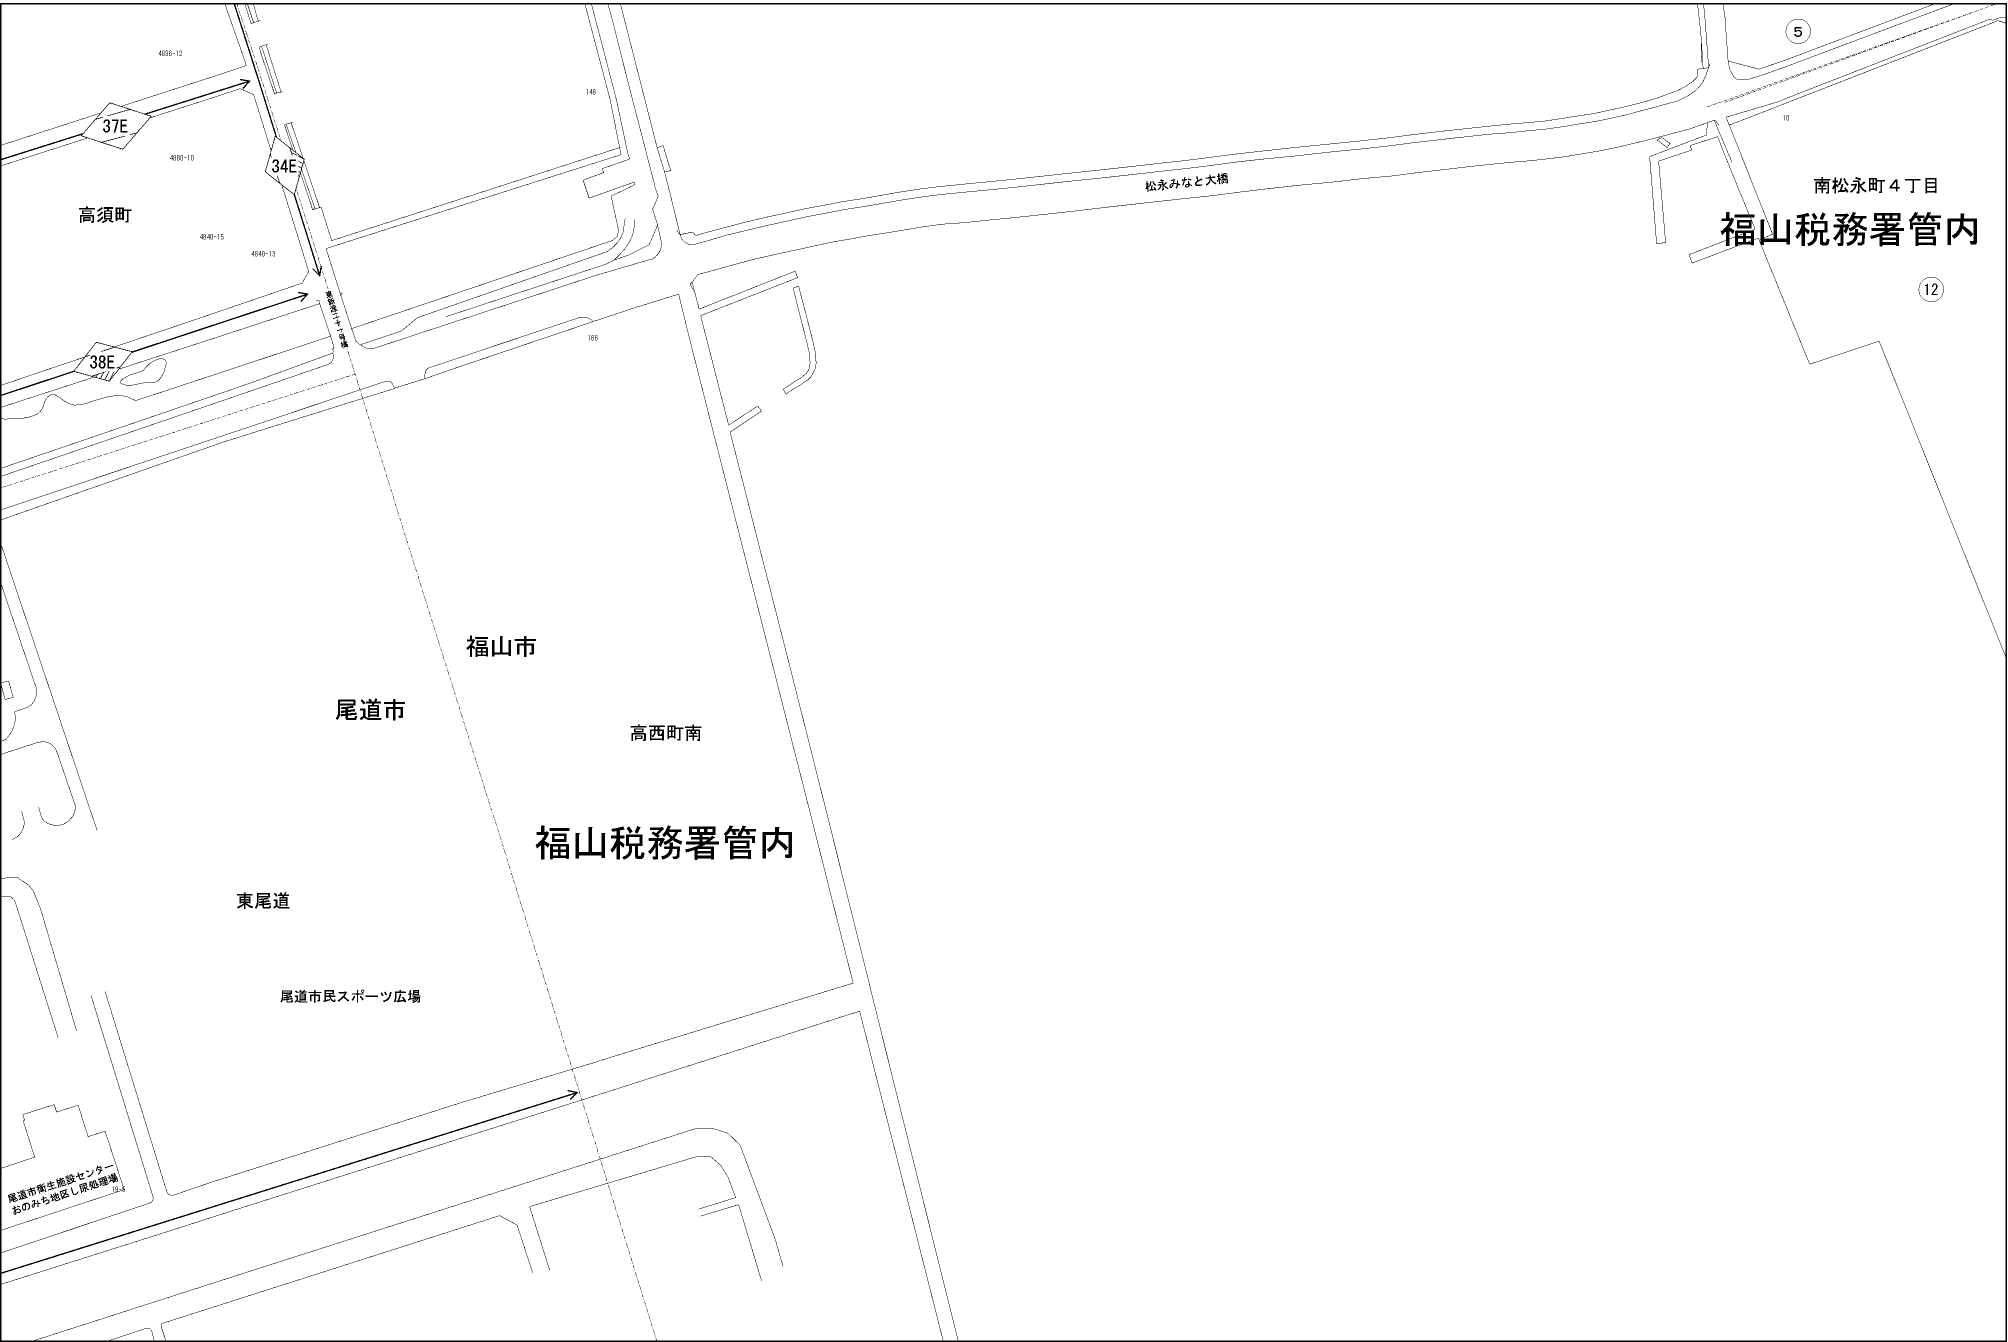 5
4836-12
146
37E
10
4880-10
34E
松永みなと大橋
南松永町４丁目
高須町
福山税務署管内
4840-15
4840-13
12
166
38E
福山市
尾道市
高西町南
福山税務署管内
東尾道
尾道市民スポーツ広場
尾道市衛生施設センター
おのみち地区し尿処理場